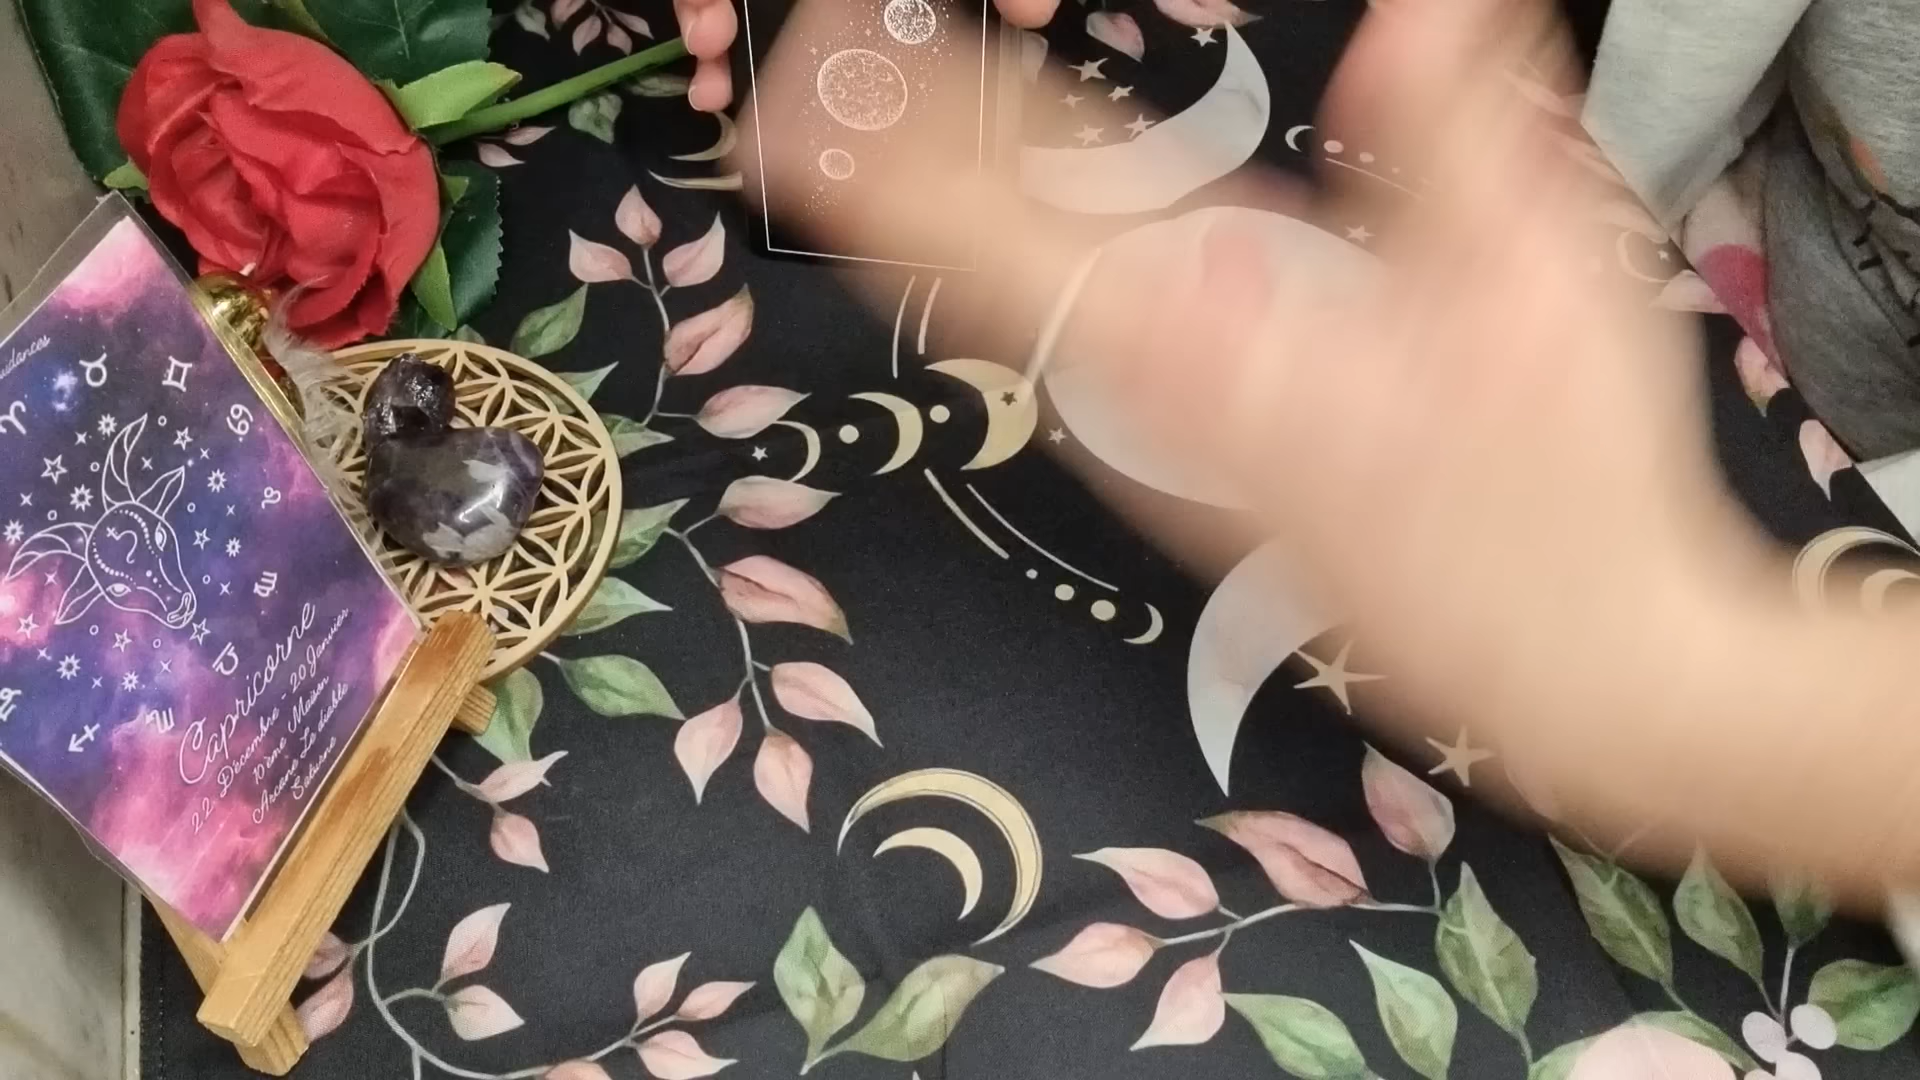 Capricorne
22 Décembre - 20 Janvier
10ème Maison
Arcane Le diable
Saturne